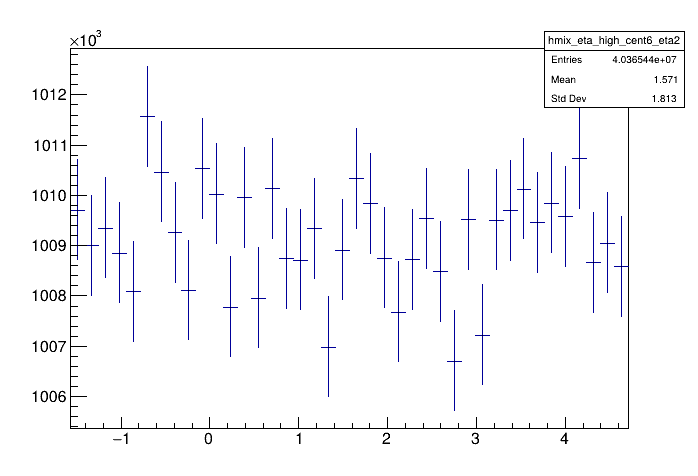 ×10³
hmix_eta_high_cent6_eta2
Entries 4.036544e+07
Mean 1.571
Std Dev 1.813
1012
1011
1010
1009
1008
1007
1006
−1 0 1 2 3 4